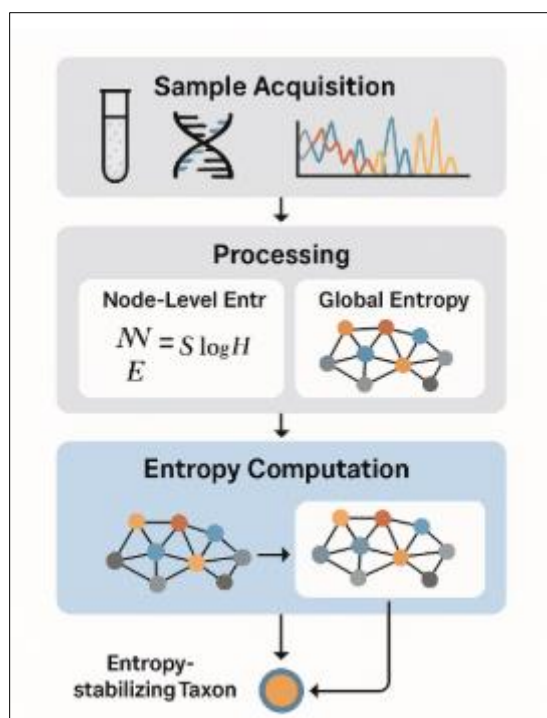 Sample Acquisition
Processing
Node-Level Entr
N = S log H
E
Global Entropy
Entropy Computation
Entropy-
stabilizing Taxon